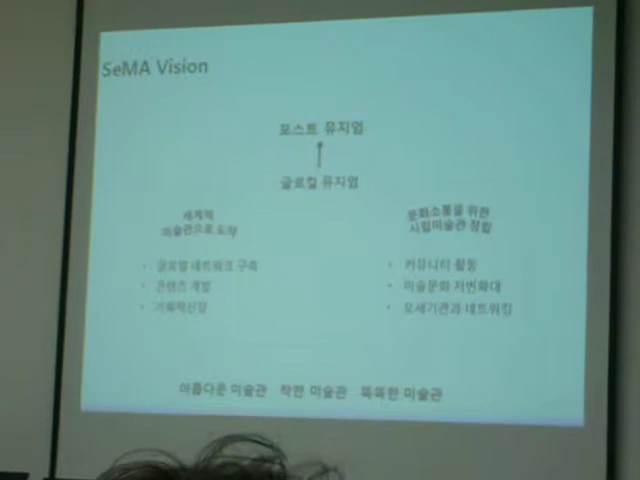 SeMA Vision
포스트 뮤지엄
글로컬 뮤지엄
세계적
미술관으로 도약
문화소통을 위한
시립미술관 정립
글로벌 네트워크 구축
콘텐츠 개발
커뮤니티 활동
미술문화 저변확대
네트워킹
아름다운 미술관 착한 미술관 똑똑한 미술관